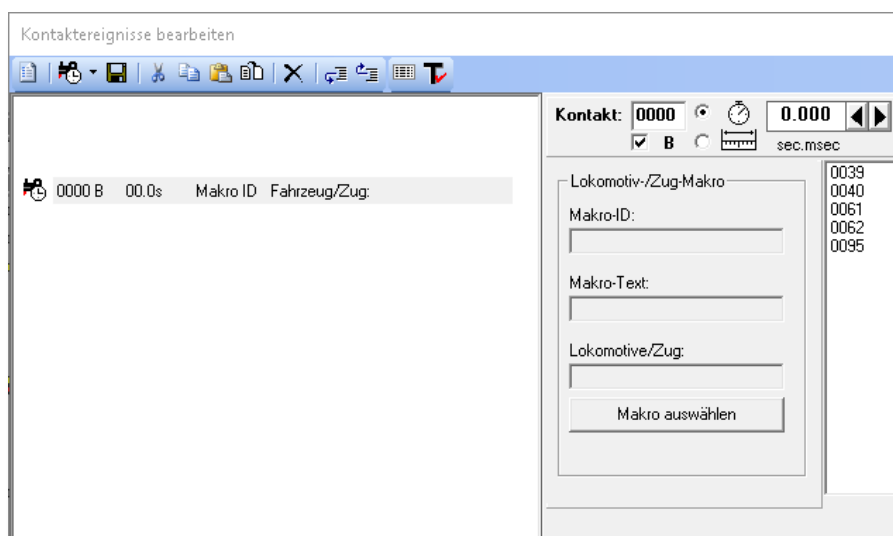 Kontaktereignisse bearbeiten
Kontakt: 0000 0.000
B sec.msec
0000 B 00.0s Makro ID Fahrzeug/Zug:
Lokomotiv-/Zug-Makro
Makro-ID:
Makro-Text:
Lokomotive/Zug:
Makro auswählen
0039
0040
0061
0062
0095